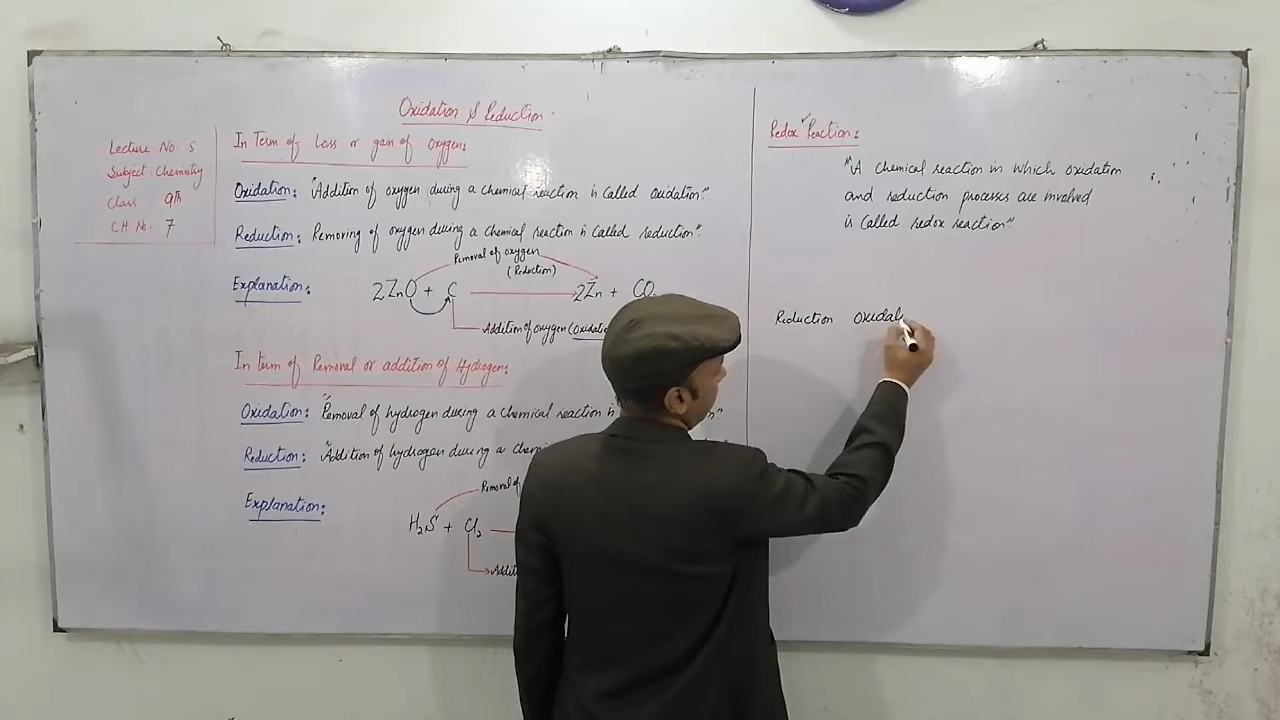 Oxidation & Reduction
Lecture No: 5
Subject: Chemistry
Class: 9th
CH No. 7
In Term of Loss or gain of oxygen:
Oxidation: "Addition of oxygen during a chemical reaction is called oxidation".
Reduction: Removing of oxygen during a chemical reaction is called reduction".
Removal of oxygen
(Reduction)
Explanation: 2ZnO + C → 2Zn + CO2
Addition of oxygen (Oxidatio
In term of Removal or addition of Hydrogen:
Oxidation: "Removal of hydrogen during a chemical reaction is
Reduction: "Addition of hydrogen during a chemi
Explanation:
Removal of
H2S + Cl2
Additi
Redox Reaction:
"A chemical reaction in which oxidation
and reduction processes are involved
is called redox reaction".
Reduction Oxidat